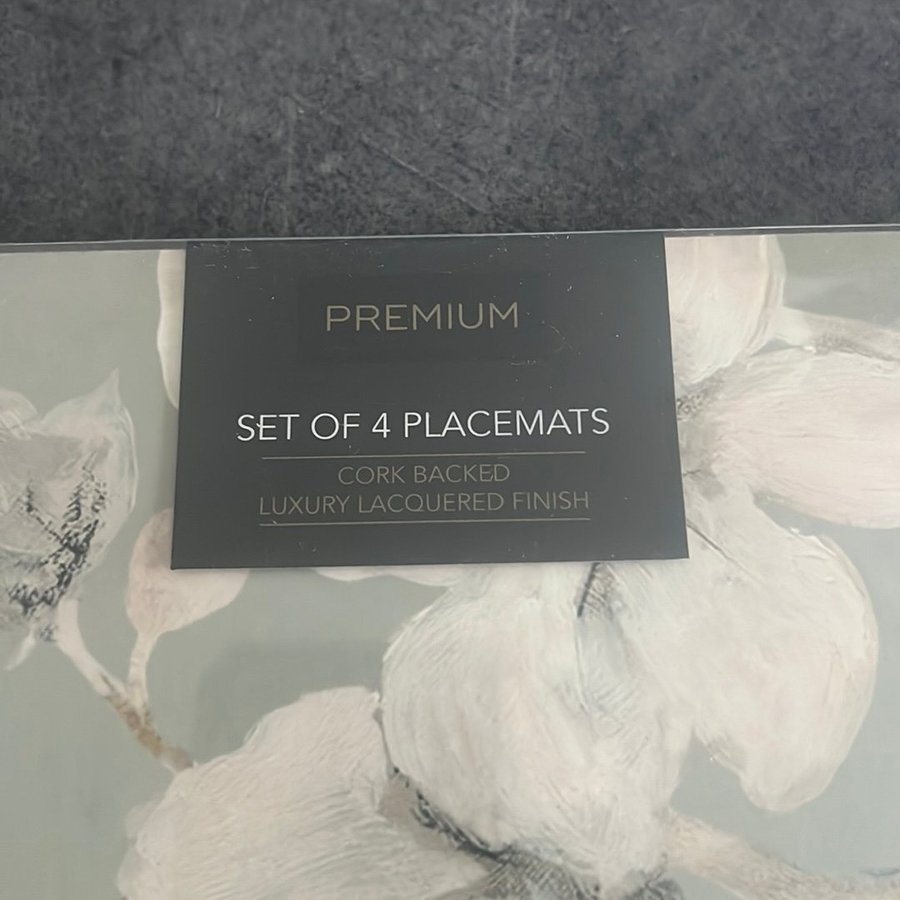 PREMIUM
SET OF 4 PLACEMATS
CORK BACKED
LUXURY LACQUERED FINISH